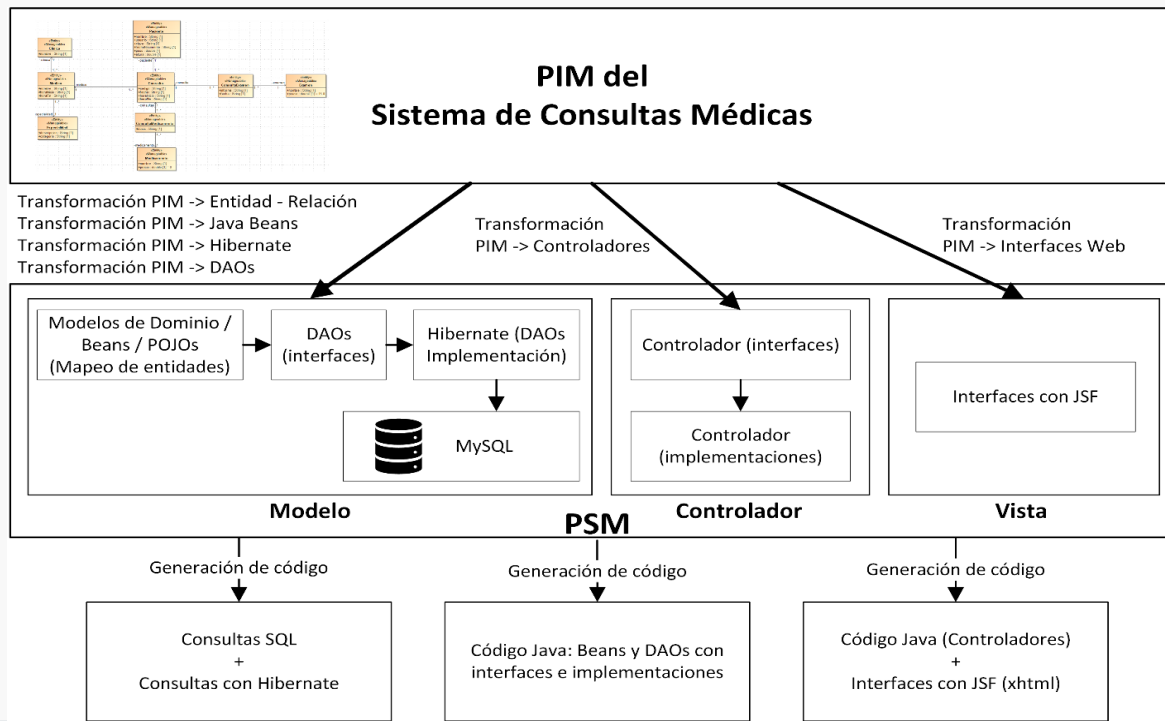 PIM del
Sistema de Consultas Médicas
Transformación PIM -> Entidad - Relación
Transformación PIM -> Java Beans
Transformación PIM -> Hibernate
Transformación PIM -> DAOs
Transformación
PIM -> Controladores
Transformación
PIM -> Interfaces Web
Modelos de Dominio /
Beans / POJOs
(Mapeo de entidades)
DAOs
(interfaces)
Hibernate (DAOs
Implementación)
MySQL
Modelo
Controlador (interfaces)
Controlador
(implementaciones)
Controlador
Interfaces con JSF
Vista
PSM
Generación de código
Generación de código
Generación de código
Consultas SQL
+
Consultas con Hibernate
Código Java: Beans y DAOs con
interfaces e implementaciones
Código Java (Controladores)
+
Interfaces con JSF (xhtml)